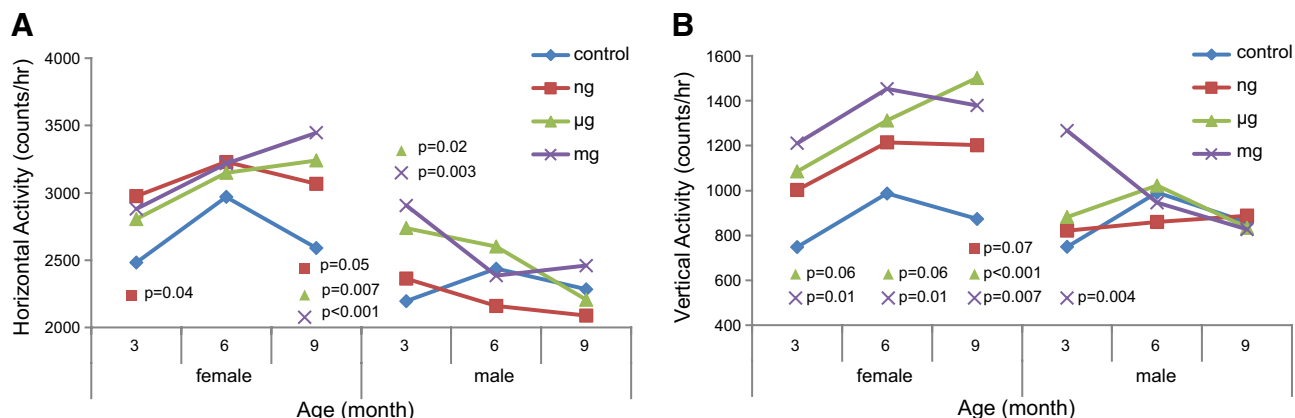 A
Horizontal Activity (counts/hr)
4000
3500
3000
2500
2000
control
ng
µg
mg
p=0.02
p=0.003
p=0.04
p=0.05
p=0.007
p<0.001
3 6 9 3 6 9
female male
Age (month)
B
Vertical Activity (counts/hr)
1600
1400
1200
1000
800
600
400
control
ng
µg
mg
p=0.07
p=0.06 p=0.06 p<0.001
p=0.01 p=0.01 p=0.007 p=0.004
3 6 9 3 6 9
female male
Age (month)